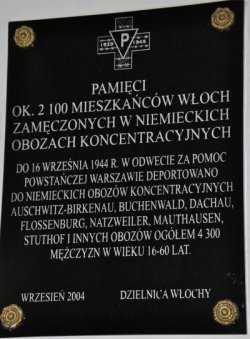 1939 P 1945
PAMIĘCI
OK. 2 100 MIESZKAŃCÓW WŁOCH
ZAMĘCZONYCH W NIEMIECKICH
OBOZACH KONCENTRACYJNYCH
DO 16 WRZEŚNIA 1944 R. W ODWECIE ZA POMOC
POWSTAŃCZEJ WARSZAWIE DEPORTOWANO
DO NIEMIECKICH OBOZÓW KONCENTRACYJNYCH
AUSCHWITZ-BIRKENAU, BUCHENWALD, DACHAU,
FLOSSENBURG, NATZWEILER, MAUTHAUSEN,
STUTHOF I INNYCH OBOZÓW OGÓŁEM 4 300
MĘŻCZYZN W WIEKU 16-60 LAT.
WRZESIEŃ 2004 DZIELNICA WŁOCHY